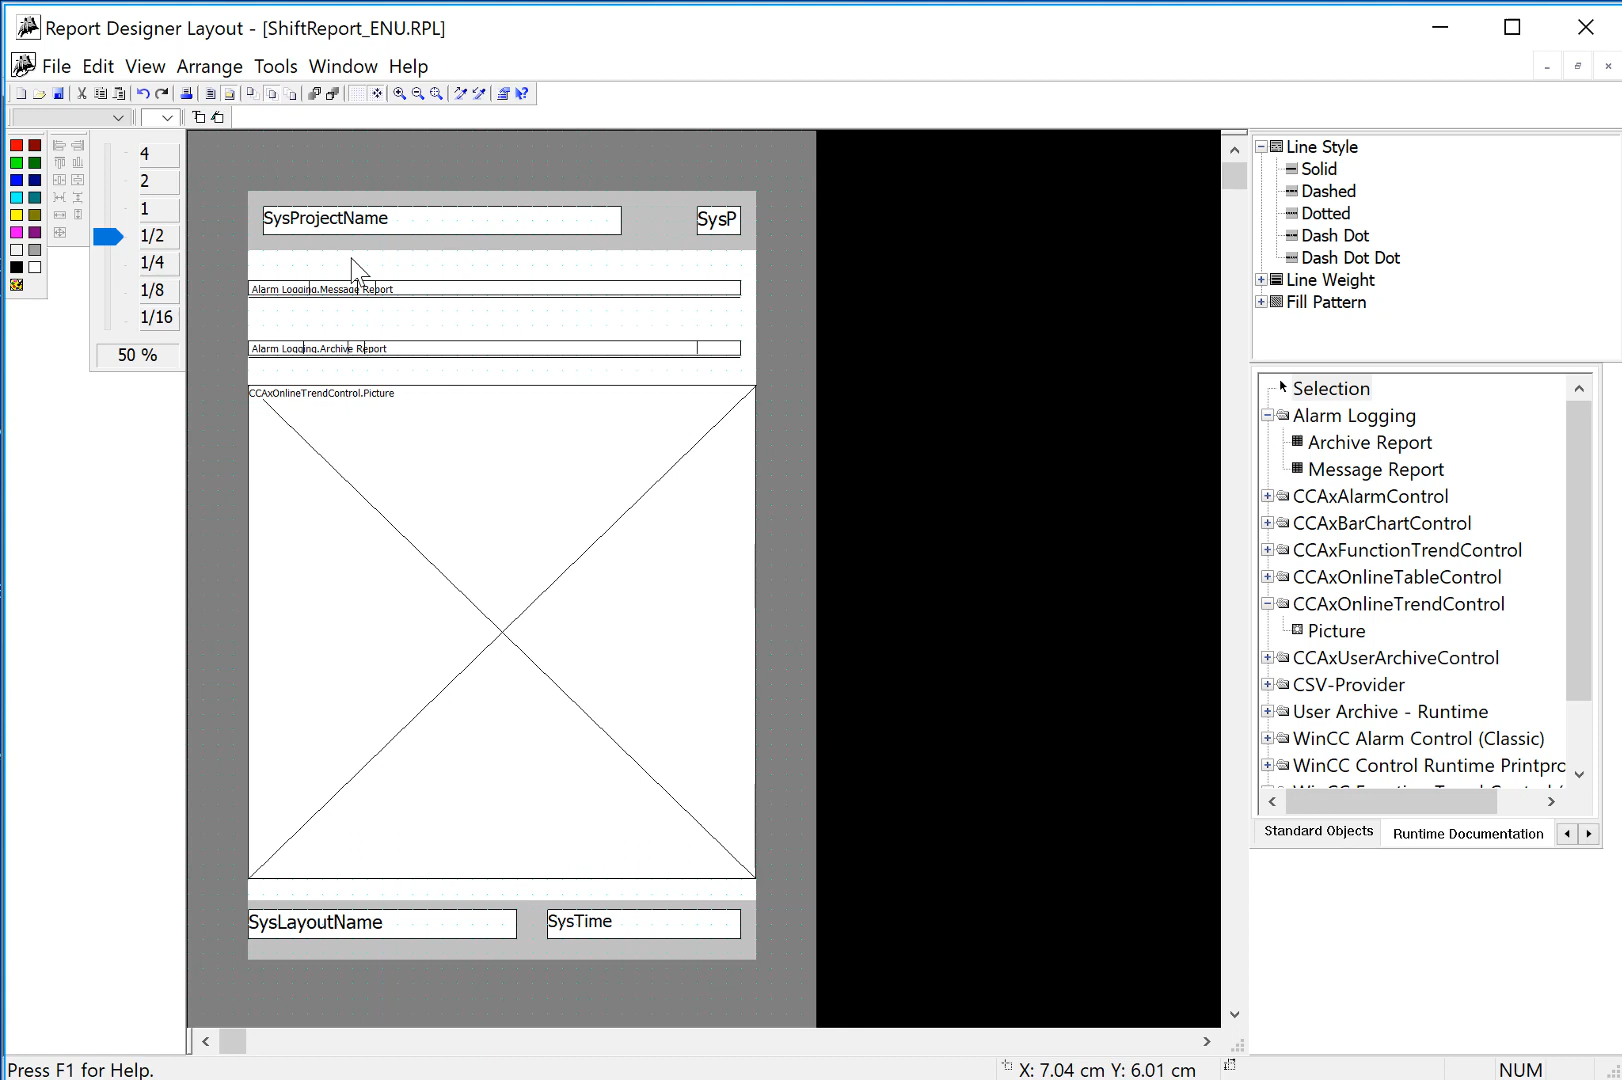 Report Designer Layout - [ShiftReport_ENU.RPL]
File Edit View Arrange Tools Window Help
4
2
1
1/2
1/4
1/8
1/16
50 %
SysProjectName
SysP
Alarm Logging.Message Report
Alarm Logging.Archive Report
CCAxOnlineTrendControl.Picture
SysLayoutName
SysTime
Line Style
Solid
Dashed
Dotted
Dash Dot
Dash Dot Dot
Line Weight
Fill Pattern
Selection
Alarm Logging
Archive Report
Message Report
CCAxAlarmControl
CCAxBarChartControl
CCAxFunctionTrendControl
CCAxOnlineTableControl
CCAxOnlineTrendControl
Picture
CCAxUserArchiveControl
CSV-Provider
User Archive - Runtime
WinCC Alarm Control (Classic)
WinCC Control Runtime Printpro
Standard Objects
Runtime Documentation
Press F1 for Help.
X: 7.04 cm Y: 6.01 cm
NUM